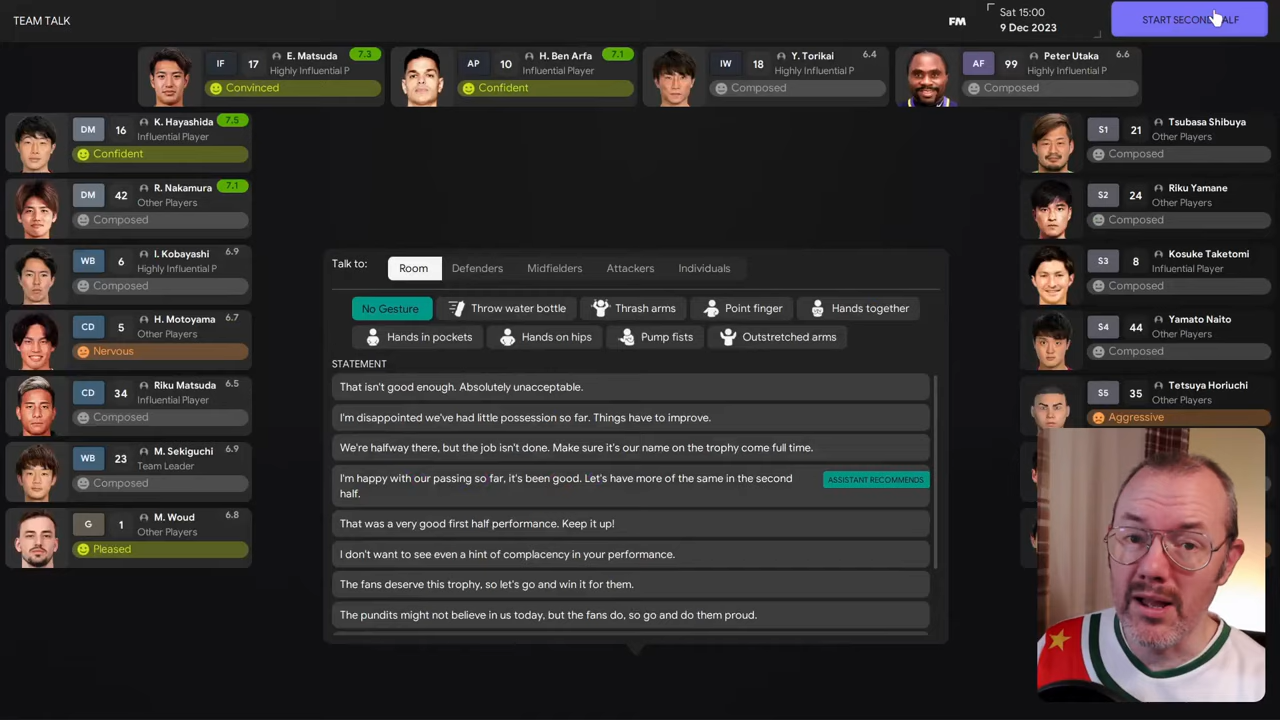 TEAM TALK
FM
Sat 15:00
9 Dec 2023
START SECOND HALF
IF 17 E. Matsuda 7.3
Highly Influential P
Convinced
AP 10 H. Ben Arfa 7.1
Influential Player
Confident
IW 18 Y. Torikai 6.4
Highly Influential P
Composed
AF 99 Peter Utaka 6.6
Highly Influential P
Composed
DM 16 K. Hayashida 7.5
Influential Player
Confident
DM 42 R. Nakamura 7.1
Other Players
Composed
WB 6 I. Kobayashi 6.9
Highly Influential P
Composed
CD 5 H. Motoyama 6.7
Other Players
Nervous
CD 34 Riku Matsuda 6.5
Influential Player
Composed
WB 23 M. Sekiguchi 6.9
Team Leader
Composed
G 1 M. Woud 6.8
Other Players
Pleased
Talk to: Room Defenders Midfielders Attackers Individuals
No Gesture Throw water bottle Thrash arms Point finger Hands together
Hands in pockets Hands on hips Pump fists Outstretched arms
STATEMENT
That isn't good enough. Absolutely unacceptable.
I'm disappointed we've had little possession so far. Things have to improve.
We're halfway there, but the job isn't done. Make sure it's our name on the trophy come full time.
I'm happy with our passing so far, it's been good. Let's have more of the same in the second
half.
ASSISTANT RECOMMENDS
That was a very good first half performance. Keep it up!
I don't want to see even a hint of complacency in your performance.
The fans deserve this trophy, so let's go and win it for them.
The pundits might not believe in us today, but the fans do, so go and do them proud.
S1 21 Tsubasa Shibuya
Other Players
Composed
S2 24 Riku Yamane
Other Players
Composed
S3 8 Kosuke Taketomi
Influential Player
Composed
S4 44 Yamato Naito
Other Players
Composed
S5 35 Tetsuya Horiuchi
Other Players
Aggressive